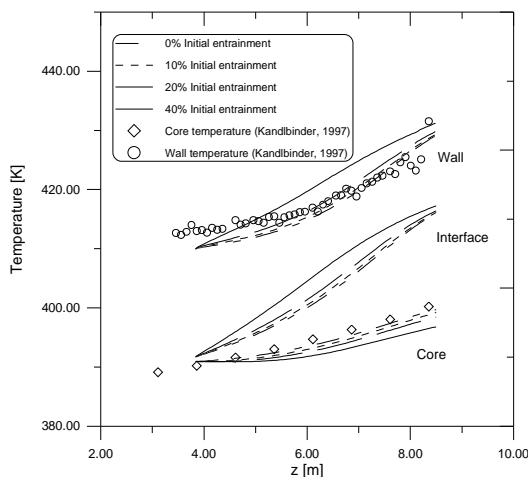 440.00
420.00
400.00
380.00
Temperature [K]
0% Initial entrainment
10% Initial entrainment
20% Initial entrainment
40% Initial entrainment
Core temperature (Kandlbinder, 1997)
Wall temperature (Kandlbinder, 1997)
Wall
Interface
Core
2.00
4.00
6.00
8.00
10.00
z [m]